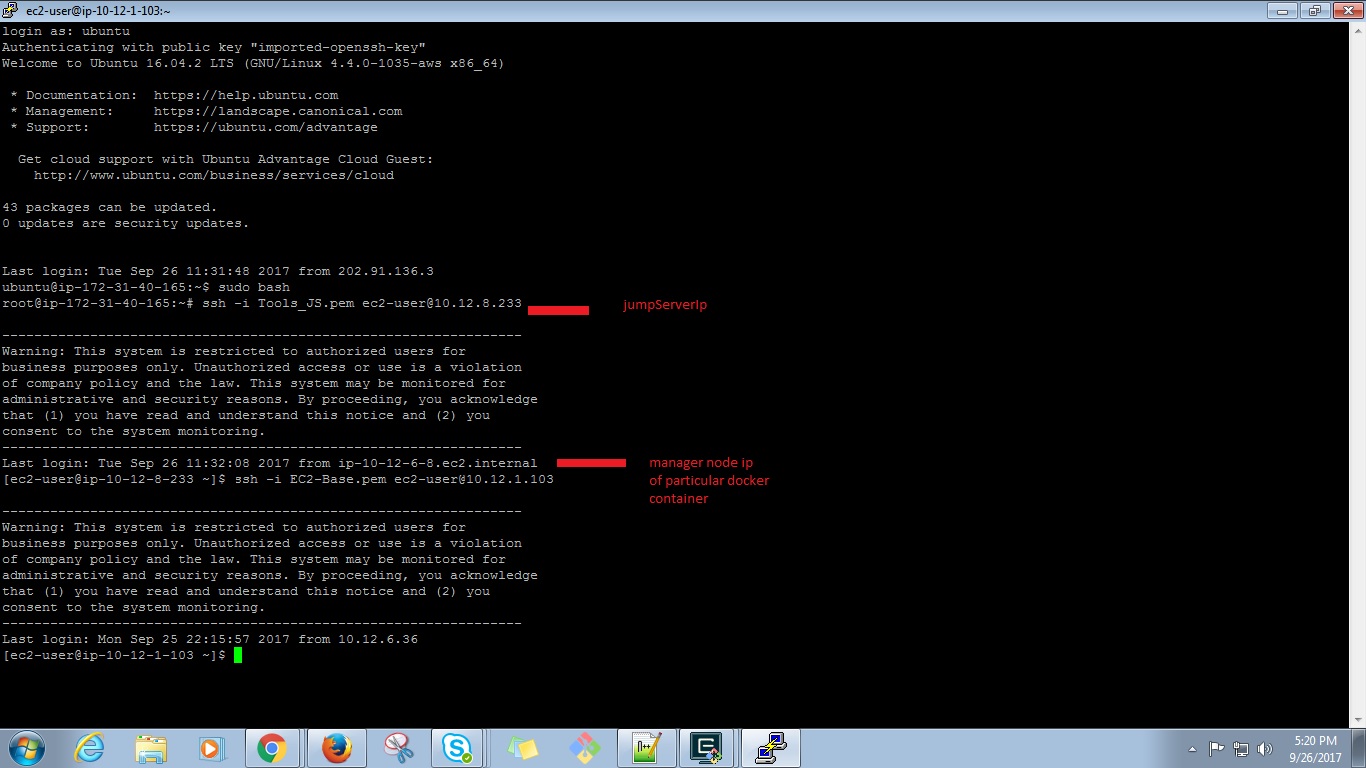 ec2-user@ip-10-12-1-103:~
login as: ubuntu
Authenticating with public key "imported-openssh-key"
Welcome to Ubuntu 16.04.2 LTS (GNU/Linux 4.4.0-1035-aws x86_64)
* Documentation:  https://help.ubuntu.com
* Management:     https://landscape.canonical.com
* Support:        https://ubuntu.com/advantage
Get cloud support with Ubuntu Advantage Cloud Guest:
http://www.ubuntu.com/business/services/cloud
43 packages can be updated.
0 updates are security updates.
Last login: Tue Sep 26 11:31:48 2017 from 202.91.136.3
ubuntu@ip-172-31-40-165:~$ sudo bash
root@ip-172-31-40-165:~# ssh -i Tools_JS.pem ec2-user@10.12.8.233
jumpServerIp
-----------------------------------------------------------------
Warning: This system is restricted to authorized users for
business purposes only. Unauthorized access or use is a violation
of company policy and the law. This system may be monitored for
administrative and security reasons. By proceeding, you acknowledge
that (1) you have read and understand this notice and (2) you
consent to the system monitoring.
-----------------------------------------------------------------
Last login: Tue Sep 26 11:32:08 2017 from ip-10-12-6-8.ec2.internal
[ec2-user@ip-10-12-8-233 ~]$ ssh -i EC2-Base.pem ec2-user@10.12.1.103
manager node ip
of particular docker
container
-----------------------------------------------------------------
Warning: This system is restricted to authorized users for
business purposes only. Unauthorized access or use is a violation
of company policy and the law. This system may be monitored for
administrative and security reasons. By proceeding, you acknowledge
that (1) you have read and understand this notice and (2) you
consent to the system monitoring.
-----------------------------------------------------------------
Last login: Mon Sep 25 22:15:57 2017 from 10.12.6.36
[ec2-user@ip-10-12-1-103 ~]$
5:20 PM
9/26/2017